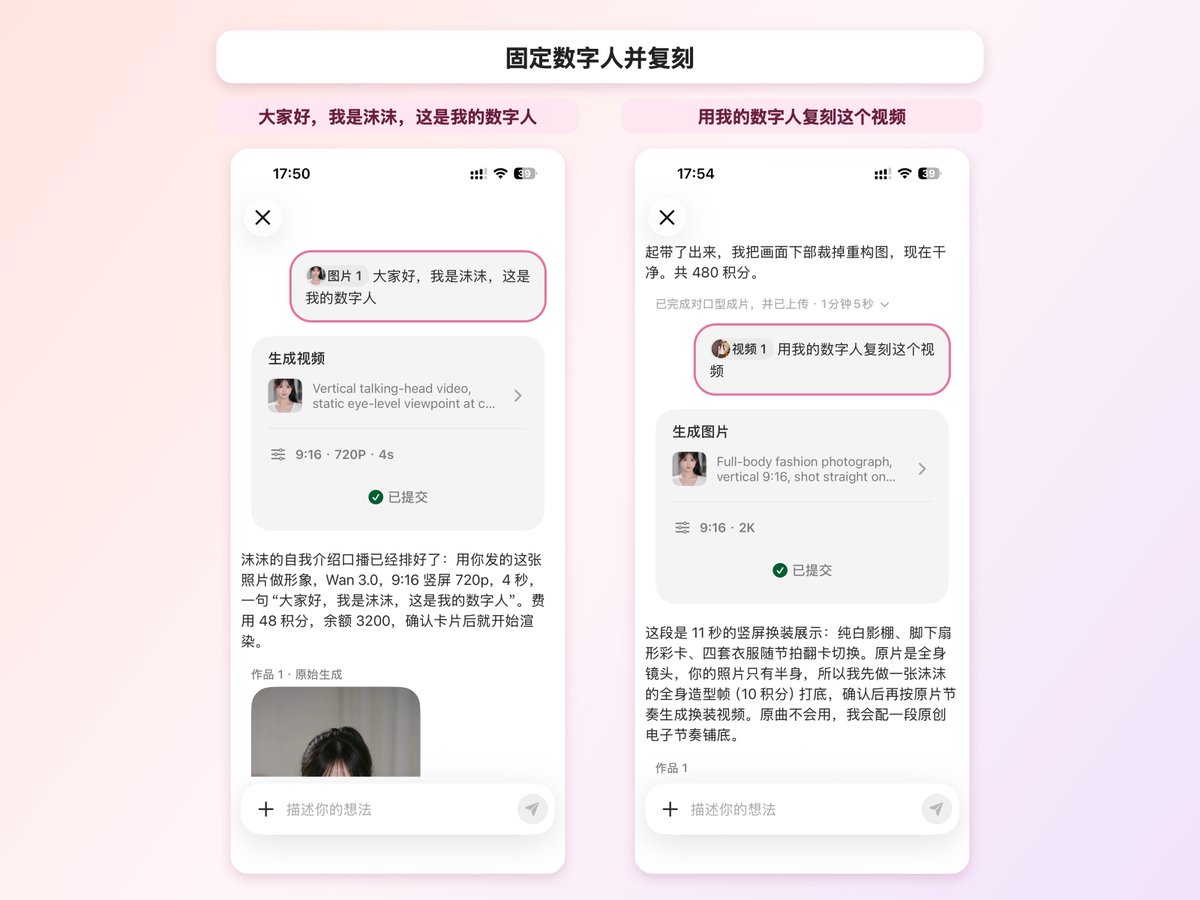 固定数字人并复刻
大家好，我是沫沫，这是我的数字人
17:50
39
图片 1 大家好，我是沫沫，这是
我的数字人
生成视频
Vertical talking-head video,
static eye-level viewpoint at c...
9:16 · 720P · 4s
已提交
沫沫的自我介绍口播已经排好了：用你发的这张
照片做形象，Wan 3.0，9:16 竖屏 720p，4 秒，
一句“大家好，我是沫沫，这是我的数字人”。费
用 48 积分，余额 3200，确认卡片后就开始渲
染。
作品 1 · 原始生成
描述你的想法
用我的数字人复刻这个视频
17:54
39
起带了出来，我把画面下部裁掉重构图，现在干
净。共 480 积分。
已完成对口型成片，并已上传 · 1分钟5秒
视频 1 用我的数字人复刻这个视
频
生成图片
Full-body fashion photograph,
vertical 9:16, shot straight on...
9:16 · 2K
已提交
这段是 11 秒的竖屏换装展示：纯白影棚、脚下扇
形彩卡、四套衣服随节拍翻卡切换。原片是全身
镜头，你的照片只有半身，所以我先做一张沫沫
的全身造型帧（10 积分）打底，确认后再按原片节
奏生成换装视频。原曲不会用，我会配一段原创
电子节奏铺底。
作品 1
描述你的想法